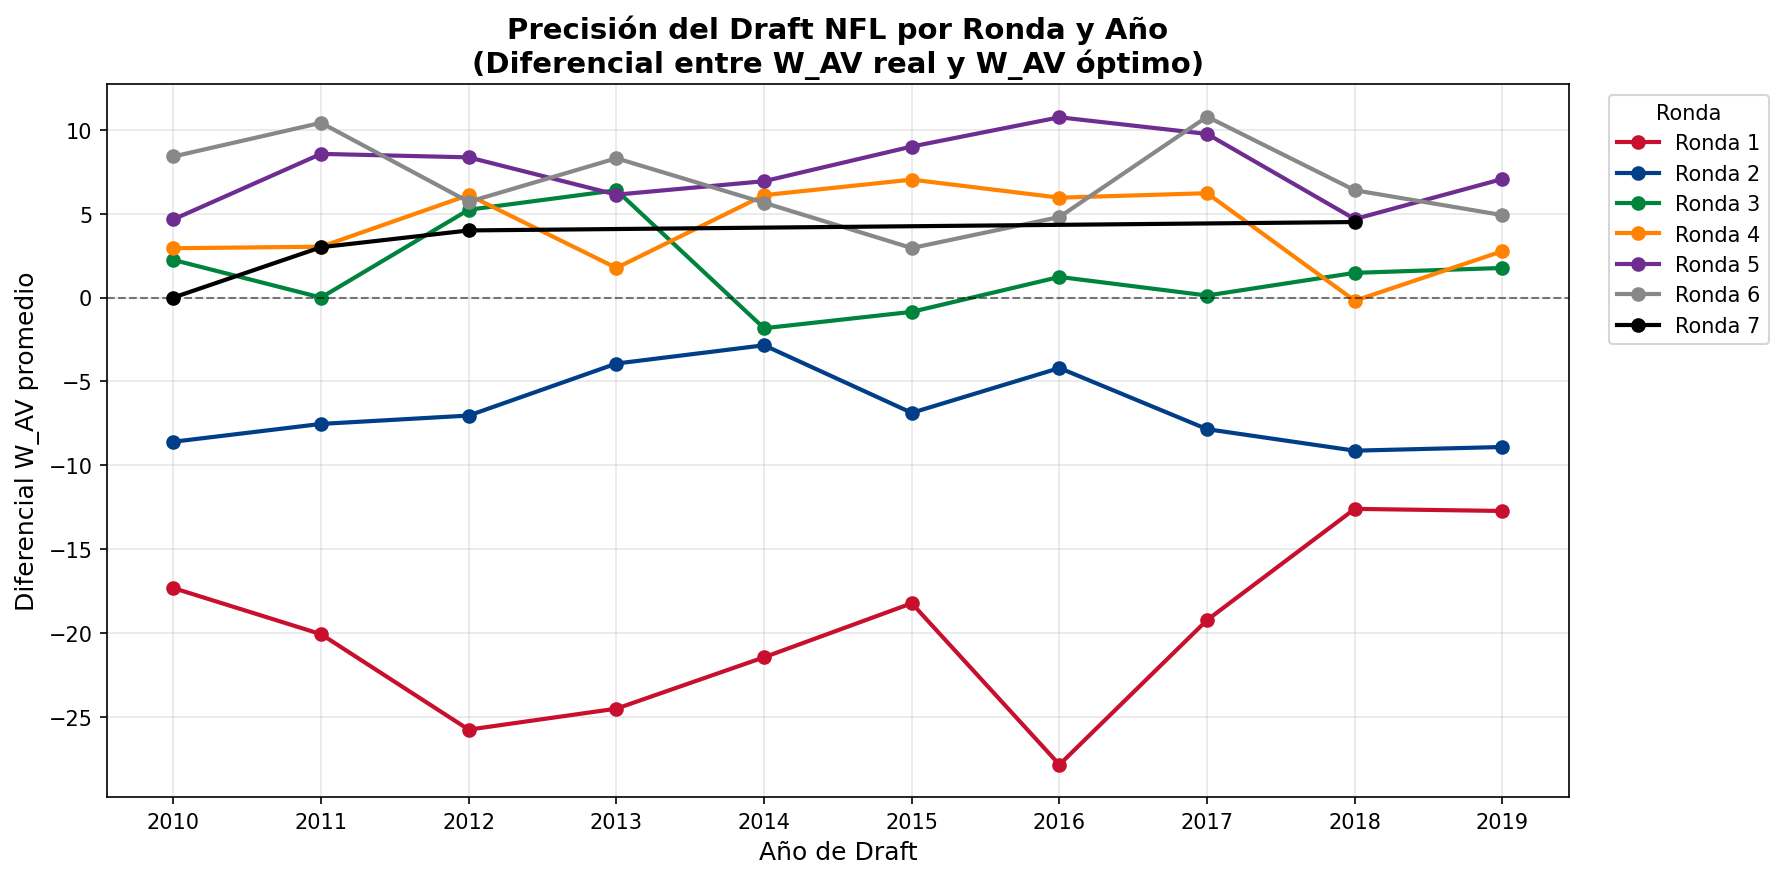 Precisión del Draft NFL por Ronda y Año
(Diferencial entre W_AV real y W_AV óptimo)
Ronda
Ronda 1
Ronda 2
Ronda 3
Ronda 4
Ronda 5
Ronda 6
Ronda 7
Diferencial W_AV promedio
10
5
0
−5
−10
−15
−20
−25
2010 2011 2012 2013 2014 2015 2016 2017 2018 2019
Año de Draft